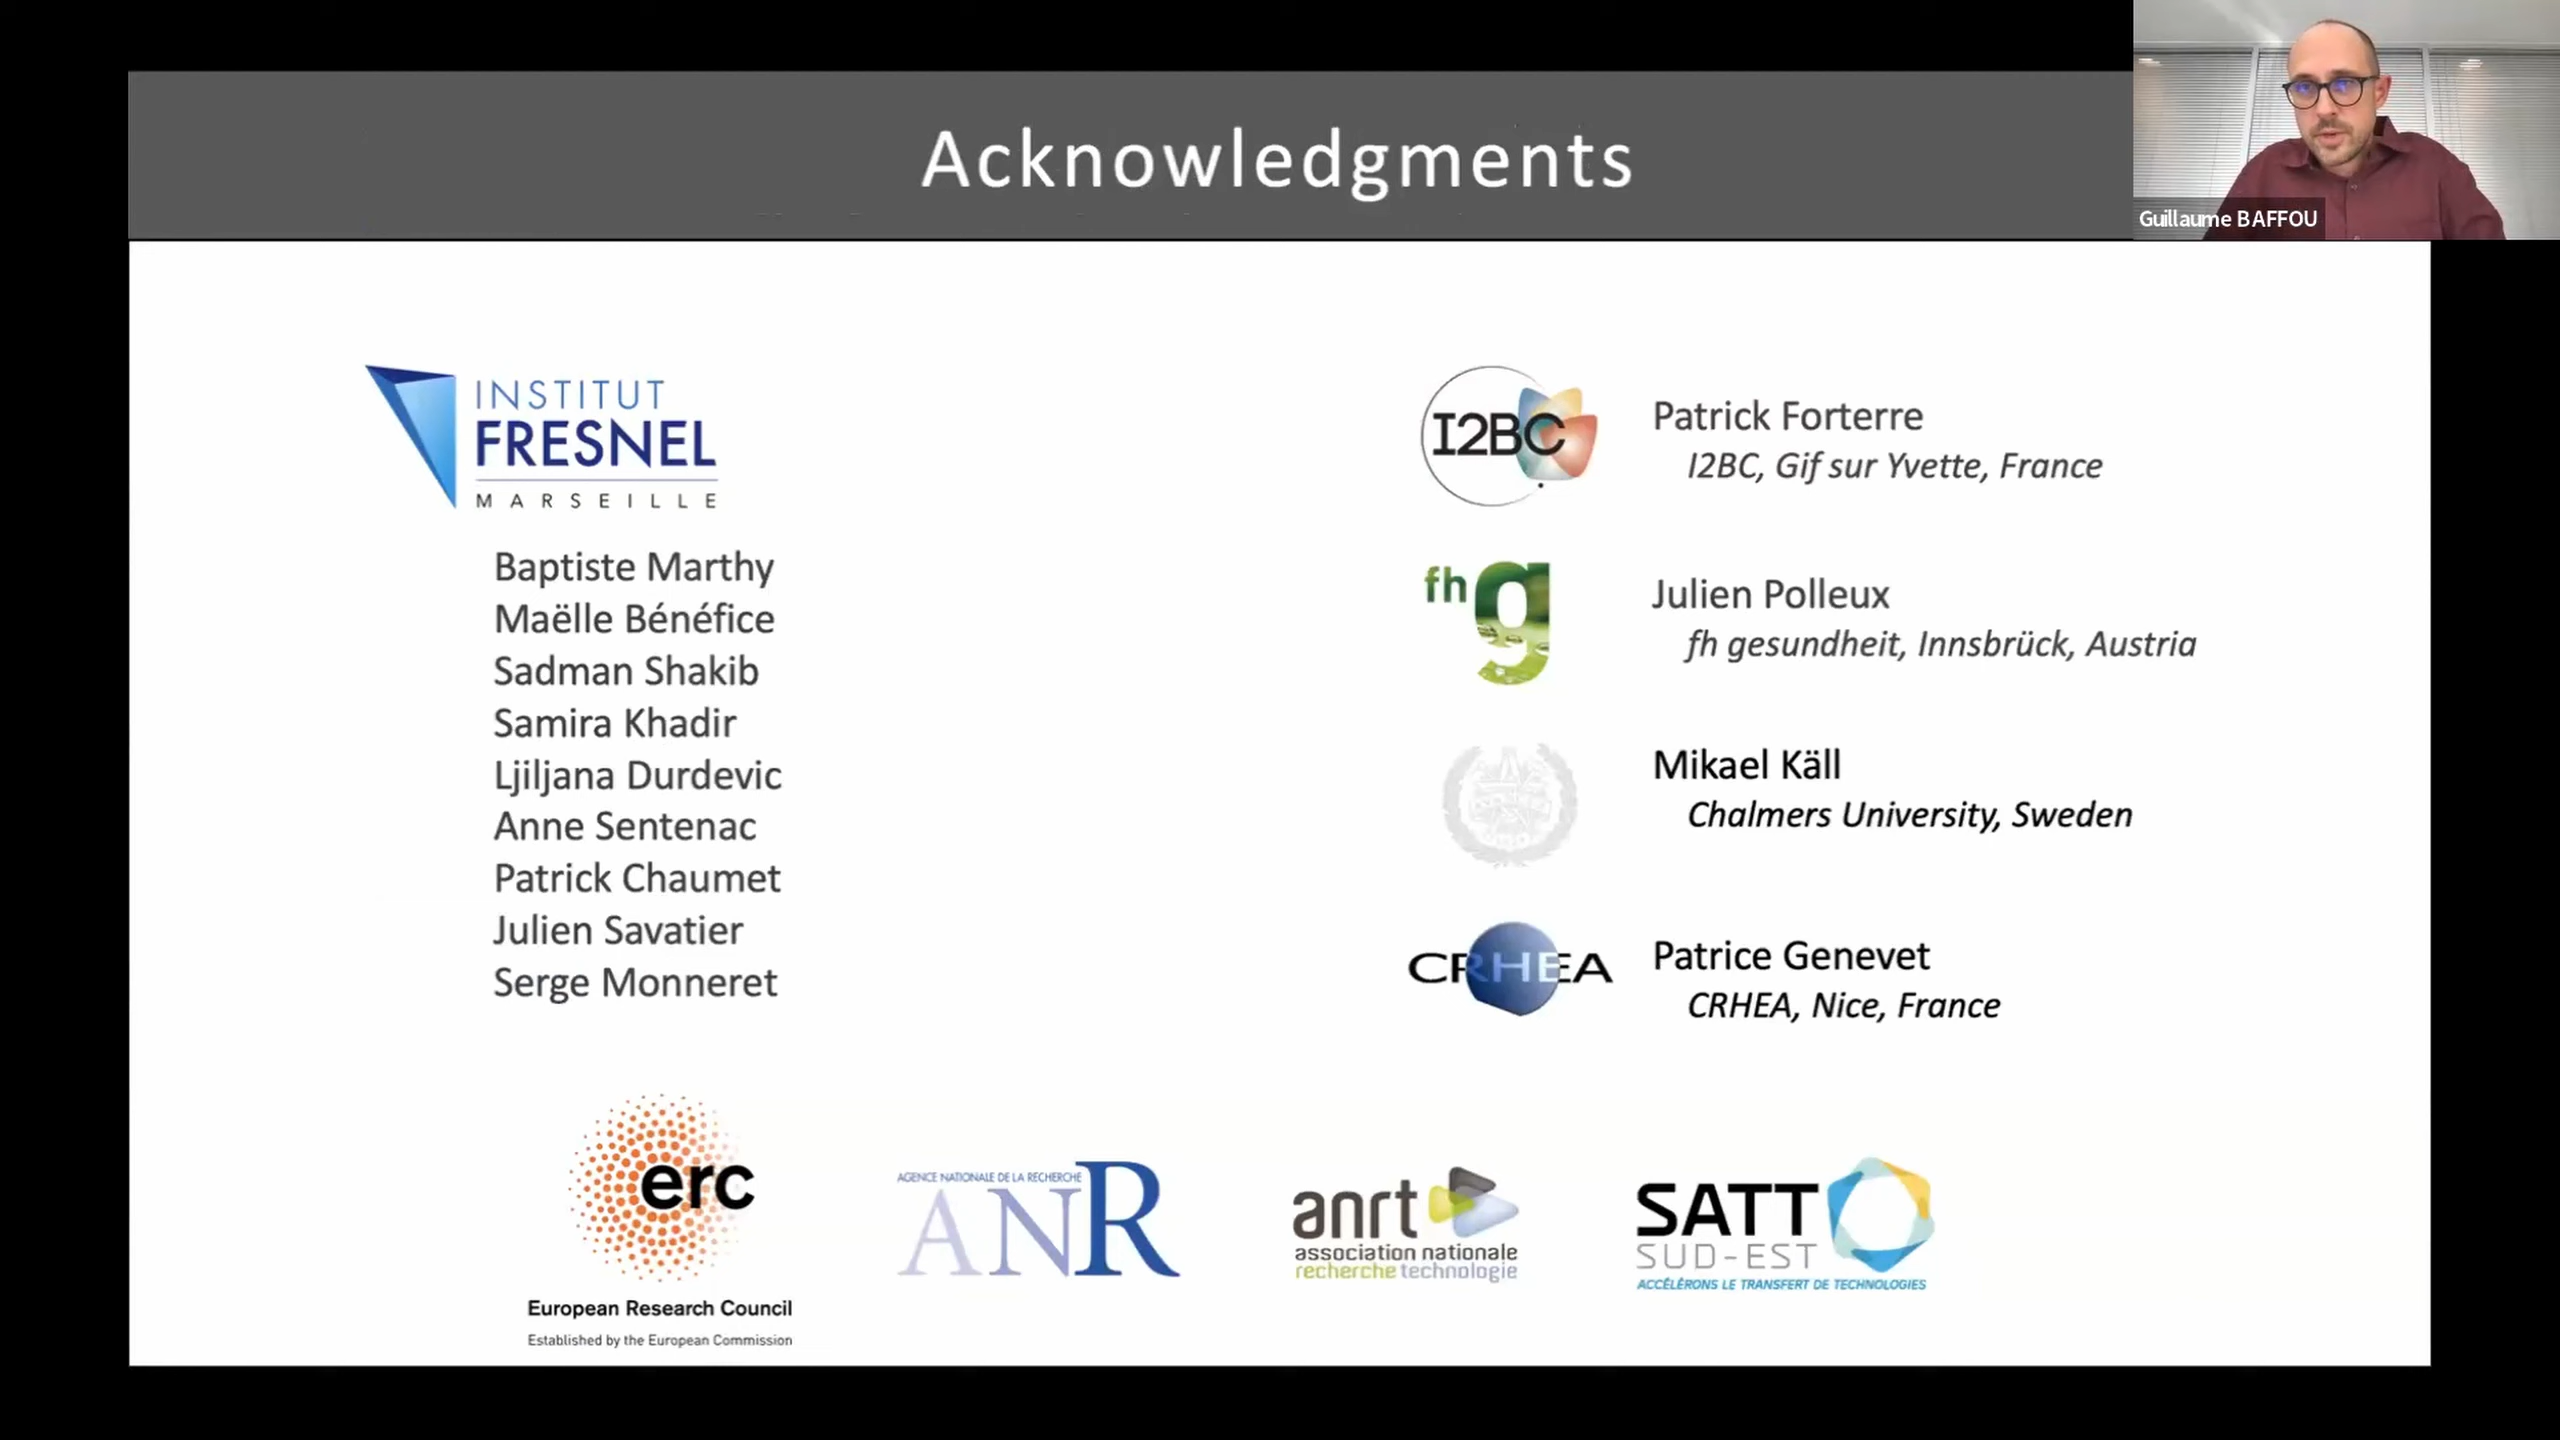 Acknowledgments
Guillaume BAFFOU
INSTITUT
FRESNEL
MARSEILLE
Baptiste Marthy
Maëlle Bénéfice
Sadman Shakib
Samira Khadir
Ljiljana Durdevic
Anne Sentenac
Patrick Chaumet
Julien Savatier
Serge Monneret
I2BC
Patrick Forterre
I2BC, Gif sur Yvette, France
fhg
Julien Polleux
fh gesundheit, Innsbrück, Austria
Mikael Käll
Chalmers University, Sweden
CRHEA
Patrice Genevet
CRHEA, Nice, France
erc
European Research Council
Established by the European Commission
AGENCE NATIONALE DE LA RECHERCHE
ANR
anrt
association nationale
recherche technologie
SATT
SUD-EST
ACCÉLÉRONS LE TRANSFERT DE TECHNOLOGIES